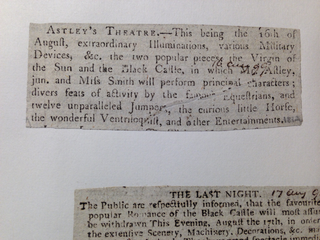 ASTLEY'S THEATRE.—This being the 16th of
August, extraordinary Illuminations, various Military
Devices, &c. the two popular pieces, the Virgin of
the Sun and the Black Castle, in which Mr. Astley,
jun. and Miss Smith will perform principal characters;
divers feats of activity by the famous Equestrians, and
twelve unparalleled Jumpers, the curious little Horse,
the wonderful Ventriloquist, and other Entertainments.
THE LAST NIGHT. 17 Aug
The Public are respectfully informed, that the favourite
popular Romance of the Black Castle will most
be withdrawn This Evening, August the 17th, in order
the extensive Scenery, Machinery, Decorations, &c.